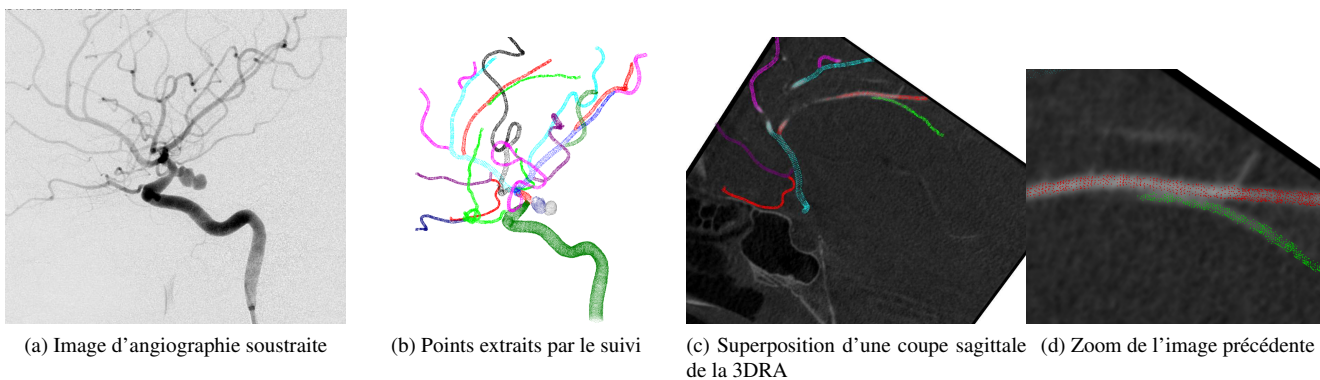 (a) Image d'angiographie soustraite
(b) Points extraits par le suivi
(c) Superposition d'une coupe sagittale
de la 3DRA
(d) Zoom de l'image précédente